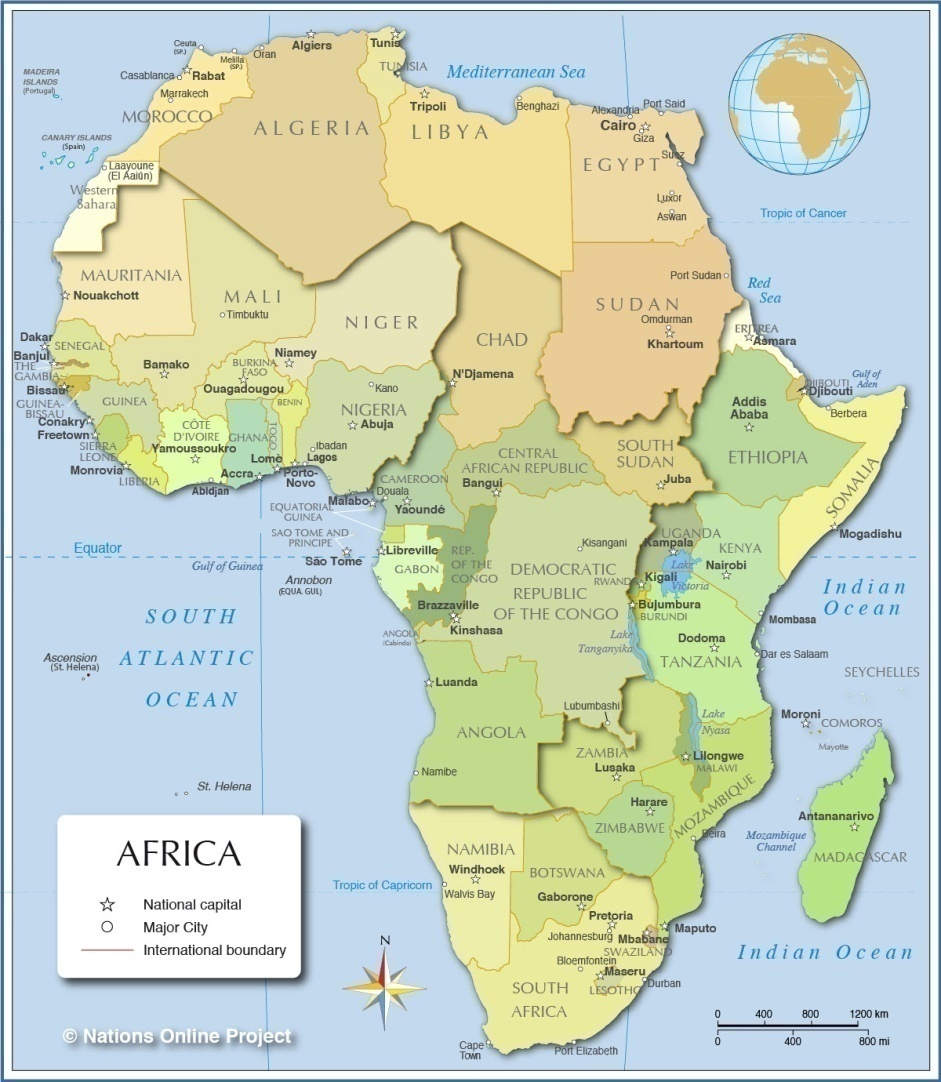 Ceuta
(SP.)
Melilla
(SP.)
Oran
Algiers
Tunis
TUNISIA
Mediterranean Sea
MADEIRA
ISLANDS
(Portugal)
Casablanca
Rabat
Marrakech
MOROCCO
ALGERIA
Tripoli
LIBYA
Benghazi
Alexandria
Port Said
Cairo
Giza
Suez
EGYPT
Luxor
Aswan
CANARY ISLANDS
(Spain)
Laayoune
(El Aaiún)
Western
Sahara
Tropic of Cancer
MAURITANIA
Nouakchott
MALI
Timbuktu
NIGER
CHAD
SUDAN
Port Sudan
Omdurman
Khartoum
Red
Sea
ERITREA
Asmara
Dakar
SENEGAL
Banjul
THE
GAMBIA
Bissau
GUINEA-
BISSAU
Bamako
BURKINA
FASO
Ouagadougou
Niamey
N'Djamena
Gulf of
Aden
DJIBOUTI
Djibouti
Berbera
GUINEA
Conakry
Freetown
SIERRA
LEONE
Monrovia
LIBERIA
CÔTE
D'IVOIRE
Yamoussoukro
Abidjan
GHANA
Accra
TOGO
Lomé
BENIN
Porto-
Novo
Kano
NIGERIA
Abuja
Ibadan
Lagos
Addis
Ababa
ETHIOPIA
SOMALIA
Mogadishu
CENTRAL
AFRICAN REPUBLIC
Bangui
SOUTH
SUDAN
Juba
CAMEROON
Douala
Malabo
Yaoundé
EQUATORIAL
GUINEA
SAO TOME AND
PRINCIPE
São Tome
Equator
Gulf of Guinea
Annobon
(EQUA. GUL)
Libreville
GABON
REP.
OF THE
CONGO
Brazzaville
Kinshasa
Kisangani
DEMOCRATIC
REPUBLIC
OF THE CONGO
UGANDA
Kampala
KENYA
Nairobi
Lake
Victoria
RWANDA
Kigali
Bujumbura
BURUNDI
Mombasa
Indian
Ocean
SOUTH
ATLANTIC
OCEAN
Ascension
(St. Helena)
ANGOLA
(Cabinda)
Lake
Tanganyika
Dodoma
TANZANIA
Dar es Salaam
SEYCHELLES
Luanda
ANGOLA
Namibe
Lubumbashi
ZAMBIA
Lusaka
Lake
Nyasa
Lilongwe
MALAWI
MOZAMBIQUE
Moroni
COMOROS
Mayotte
St. Helena
Harare
ZIMBABWE
Beira
Mozambique
Channel
Antananarivo
MADAGASCAR
NAMIBIA
Windhoek
Walvis Bay
BOTSWANA
Gaborone
Tropic of Capricorn
Pretoria
Johannesburg
Mbabane
SWAZILAND
Maputo
Bloemfontein
Maseru
LESOTHO
Durban
SOUTH
AFRICA
Cape
Town
Port Elizabeth
Indian Ocean
AFRICA
National capital
Major City
International boundary
N
© Nations Online Project
0 400 800 1200 km
0 400 800 mi